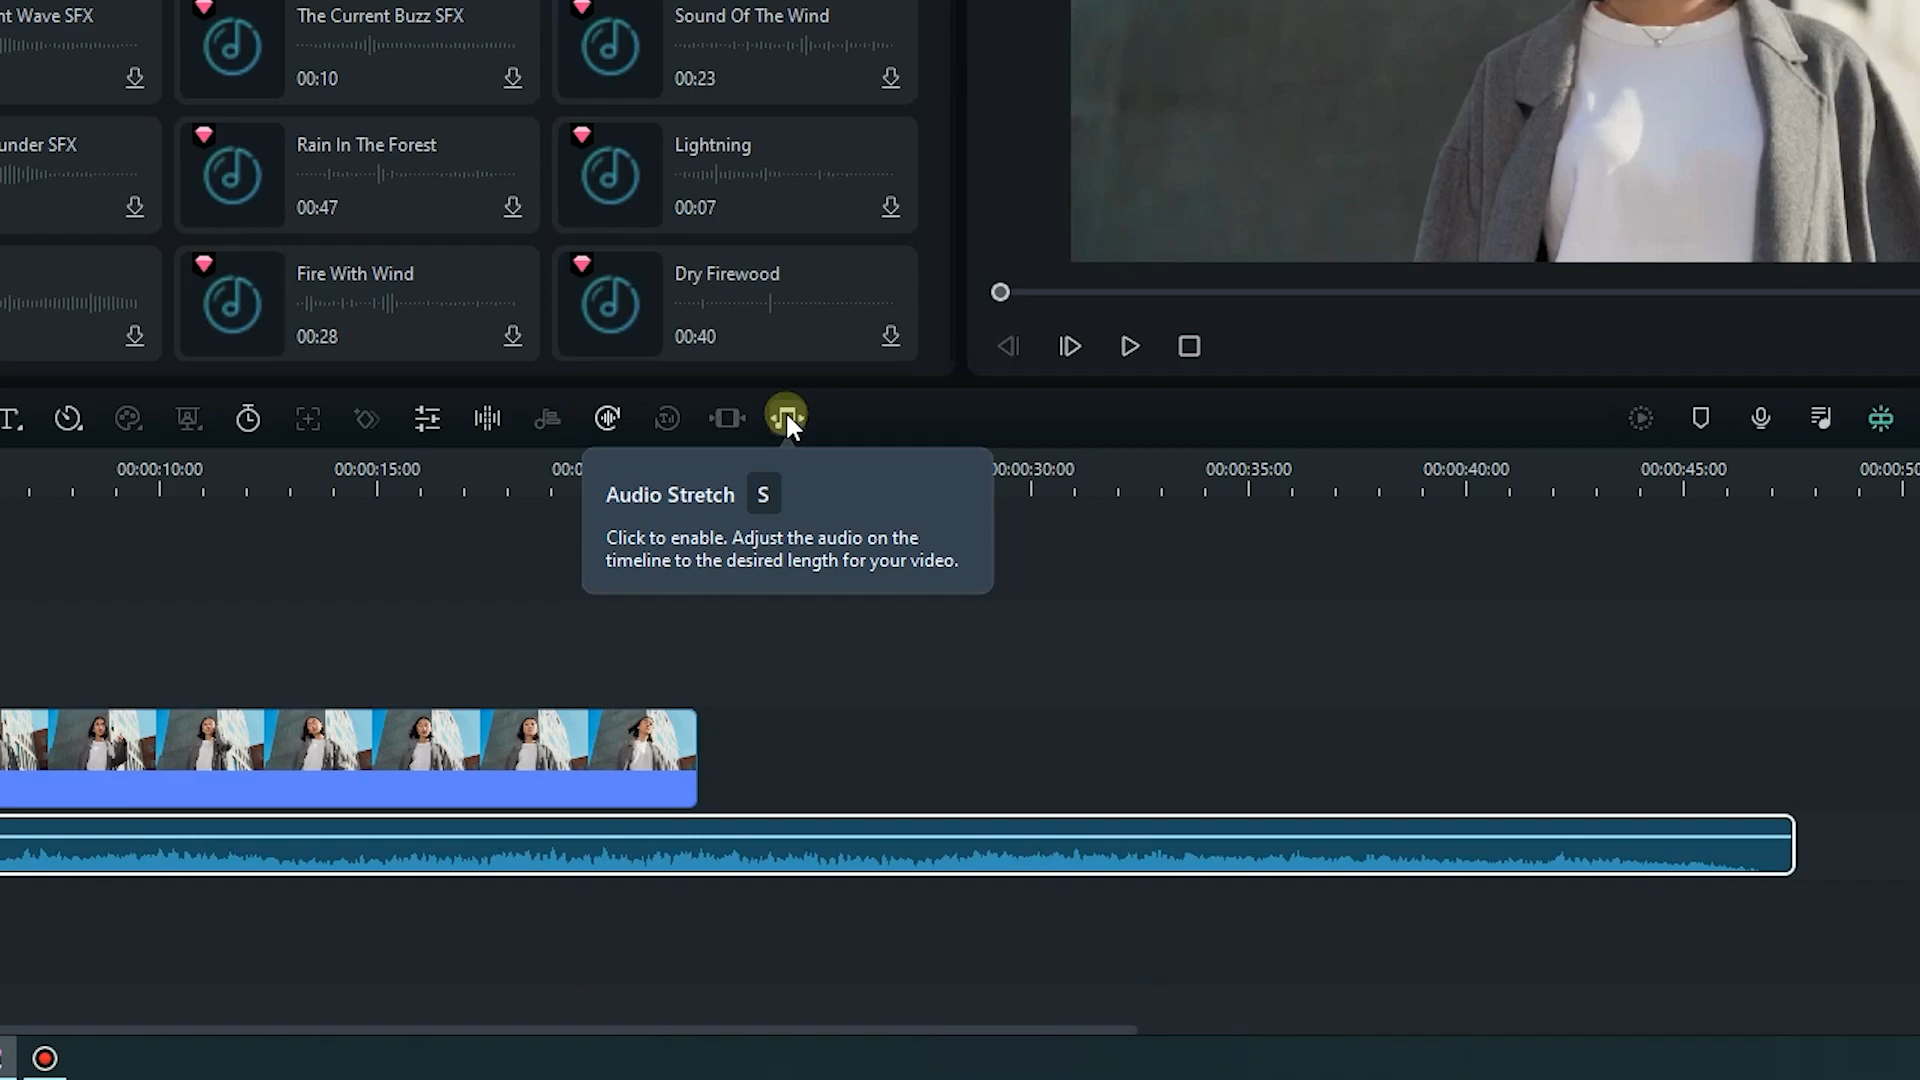 nt Wave SFX
The Current Buzz SFX
00:10
Sound Of The Wind
00:23
under SFX
Rain In The Forest
00:47
Lightning
00:07
Fire With Wind
00:28
Dry Firewood
00:40
00:00:10:00 00:00:15:00 00:0 00:00:30:00 00:00:35:00 00:00:40:00 00:00:45:00 00:00:50
Audio Stretch S
Click to enable. Adjust the audio on the
timeline to the desired length for your video.